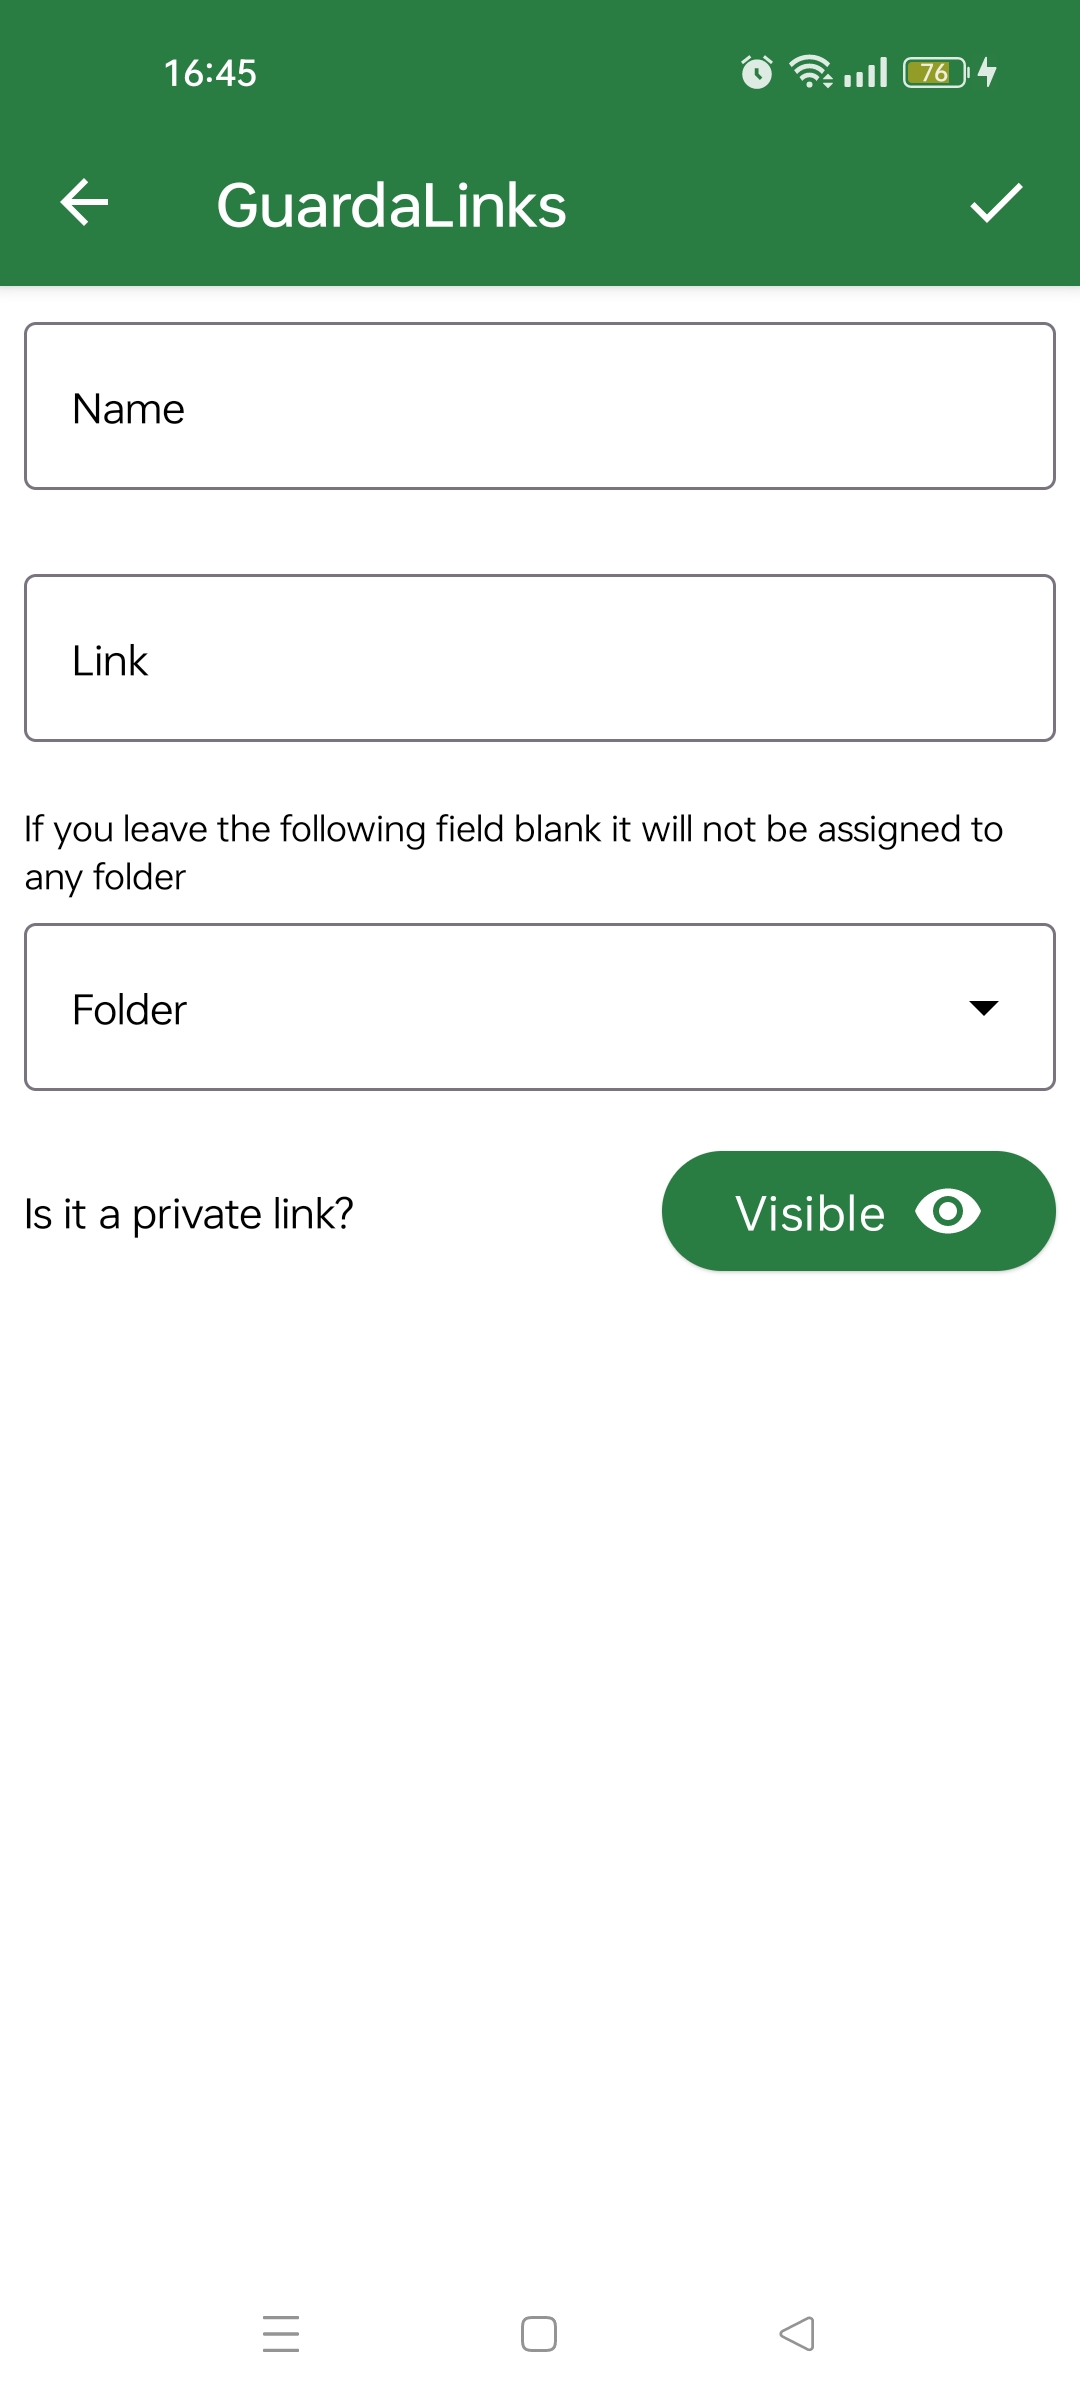 16:45
76
GuardaLinks
Name
Link
If you leave the following field blank it will not be assigned to
any folder
Folder
Is it a private link?
Visible